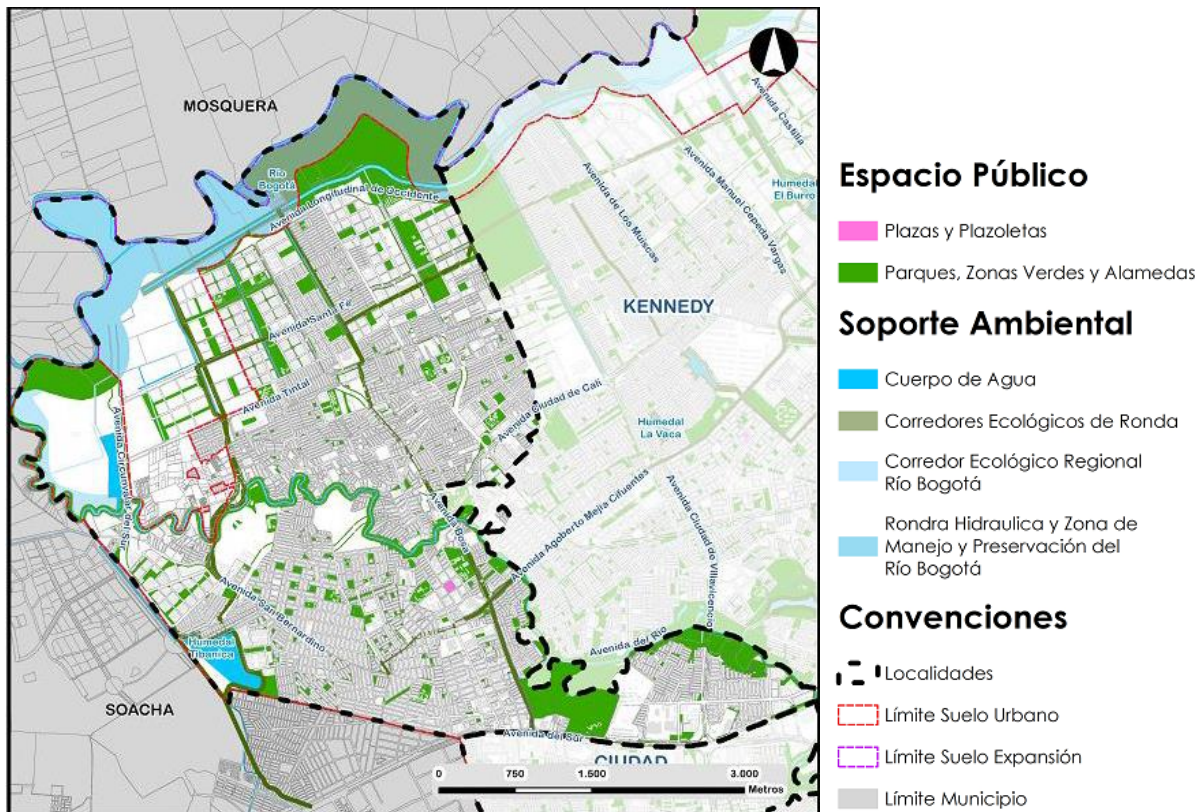 MOSQUERA
Río
Bogotá
Avenida Longitudinal de Occidente
Avenida Castilla
Avenida Manuel Cepeda Vargas
Humedal
El Burro
Avenida de Los Muiscas
KENNEDY
Avenida Santa Fe
Avenida Tintal
Avenida Ciudad de Cali
Humedal
La Vaca
Avenida Circunvalar del Sur
Avenida Bosa
Avenida Agoberto Mejía Cifuentes
Avenida Ciudad de Villavicencio
Avenida San Bernardino
Humedal
Tibanica
Avenida del Río
SOACHA
Avenida del Sur
CIUDAD
0 750 1.500 3.000
Metros
Espacio Público
Plazas y Plazoletas
Parques, Zonas Verdes y Alamedas
Soporte Ambiental
Cuerpo de Agua
Corredores Ecológicos de Ronda
Corredor Ecológico Regional
Río Bogotá
Rondra Hidraulica y Zona de
Manejo y Preservación del
Río Bogotá
Convenciones
Localidades
Límite Suelo Urbano
Límite Suelo Expansión
Límite Municipio